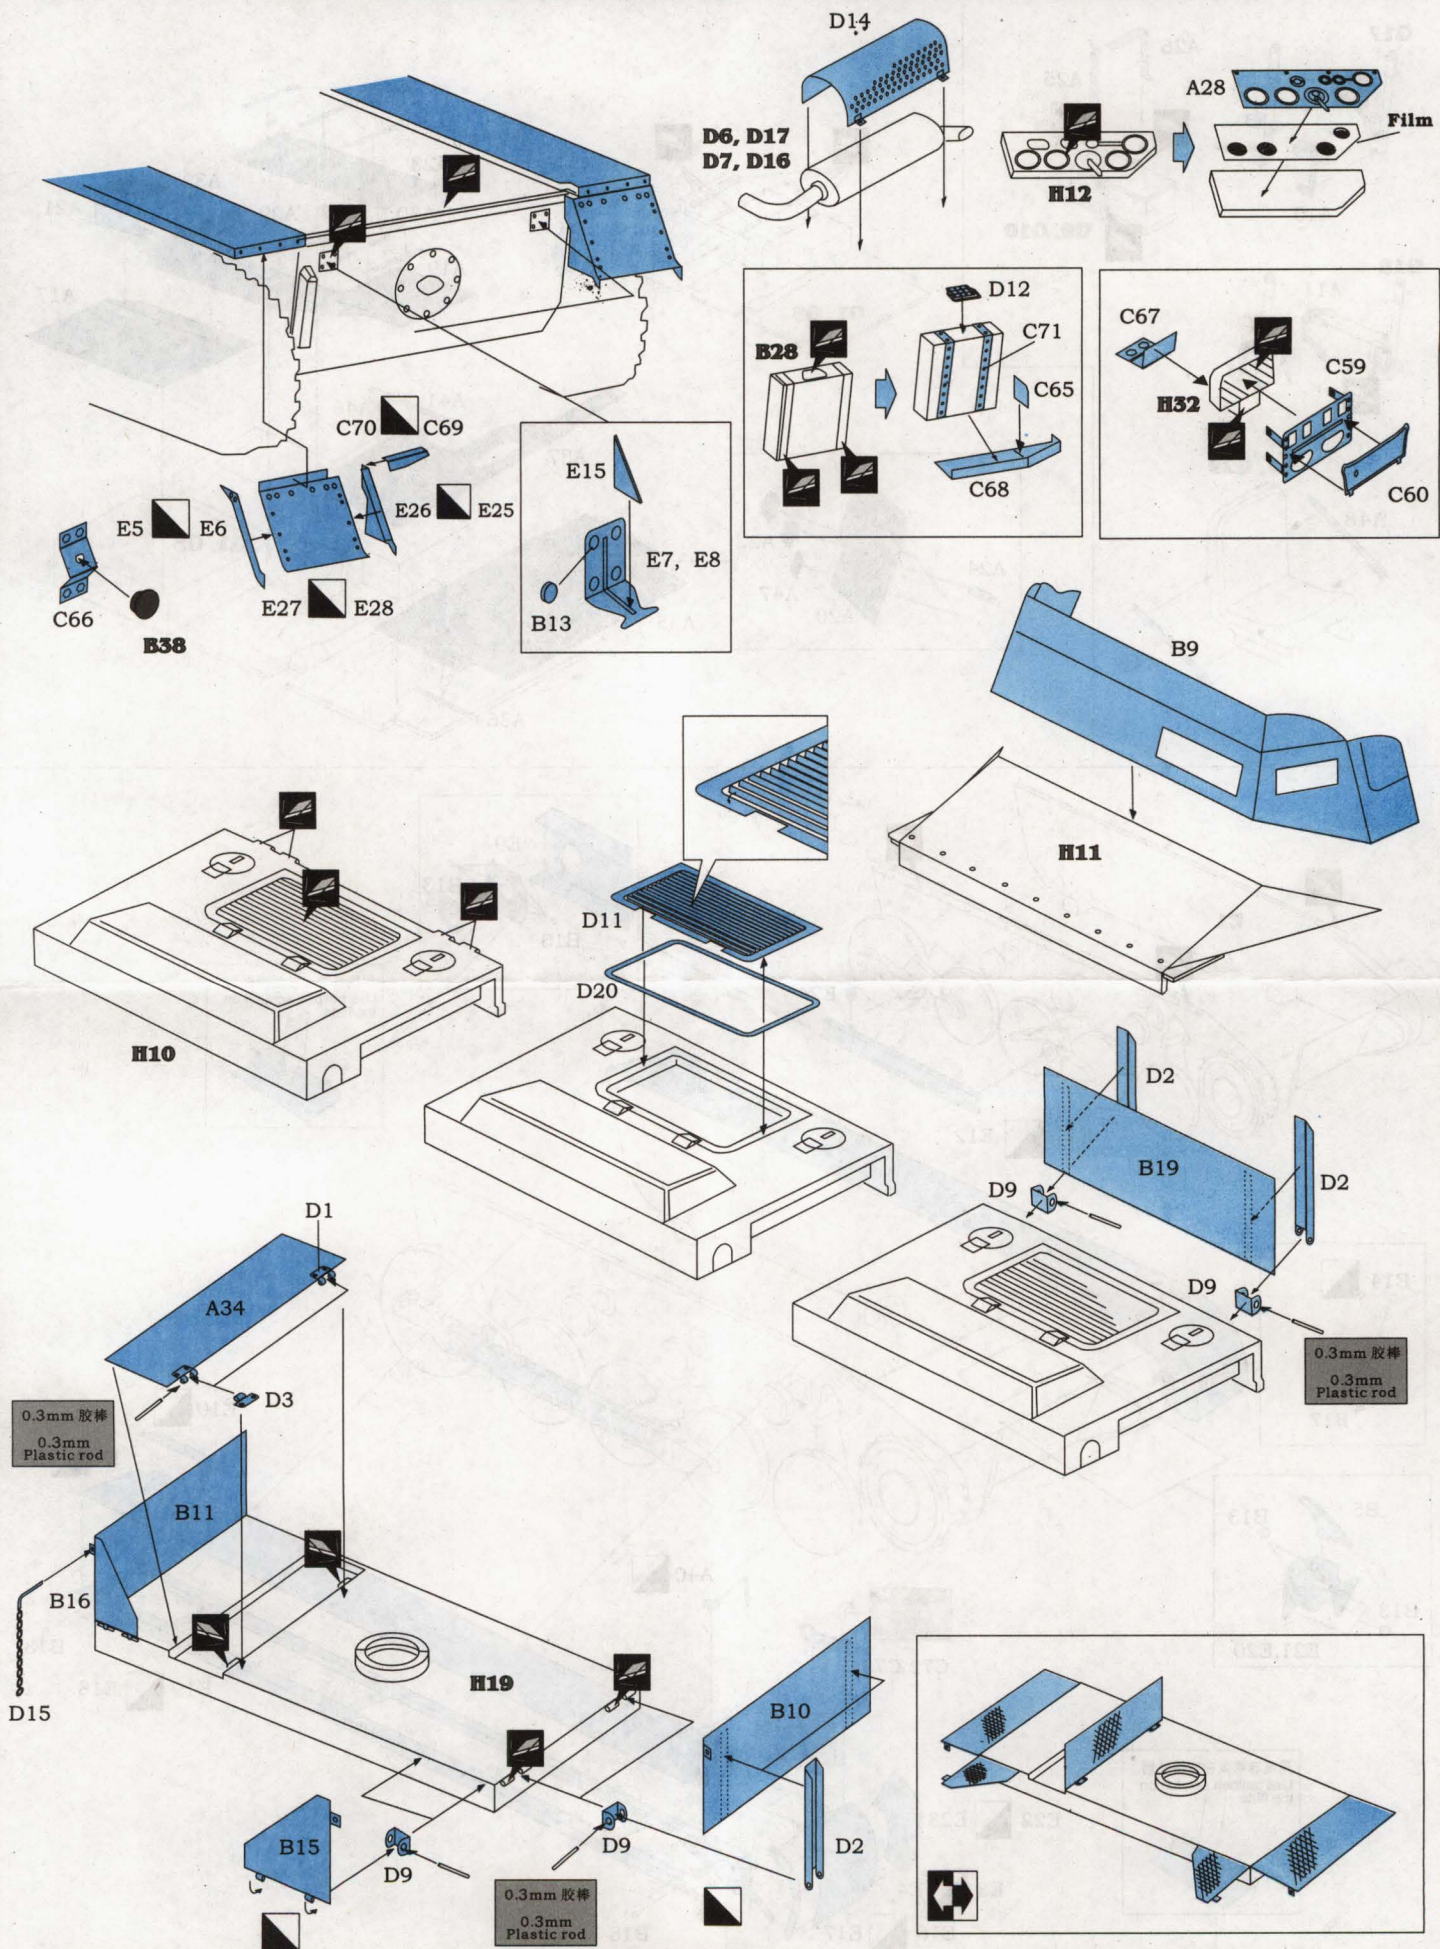 D14
D6, D17
D7, D16
H12
A28
Film
D12
B28
C71
C65
C68
C67
C59
H32
C60
C70 C69
E5 E6
E26 E25
E27 E28
C66
B38
E15
E7, E8
B13
B9
H11
H10
D11
D20
D2
B19
D2
D9
D9
0.3mm 胶棒
0.3mm
Plastic rod
D1
A34
D3
0.3mm 胶棒
0.3mm
Plastic rod
B11
B16
D15
H19
B10
B15
D9
D9
D2
0.3mm 胶棒
0.3mm
Plastic rod